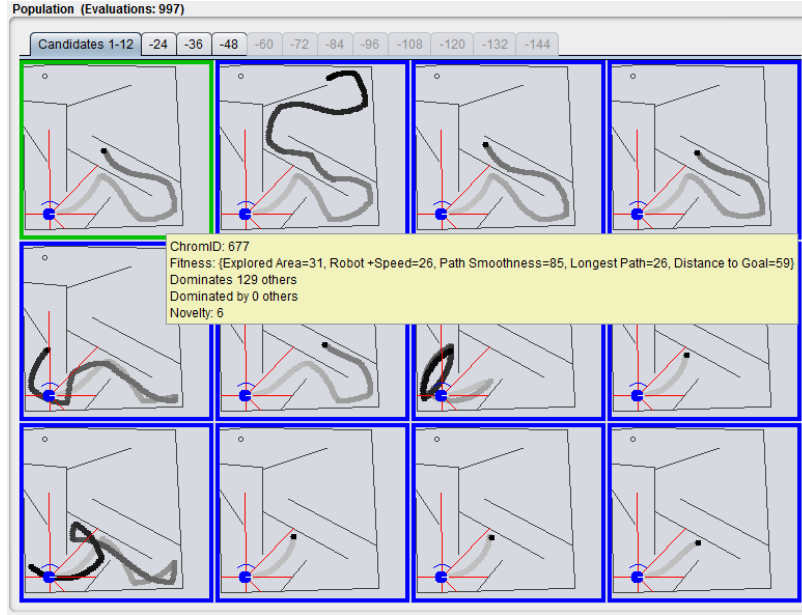 Population (Evaluations: 997)
Candidates 1-12 -24 -36 -48 -60 -72 -84 -96 -108 -120 -132 -144
ChromID: 677
Fitness: {Explored Area=31, Robot +Speed=26, Path Smoothness=85, Longest Path=26, Distance to Goal=59}
Dominates 129 others
Dominated by 0 others
Novelty: 6